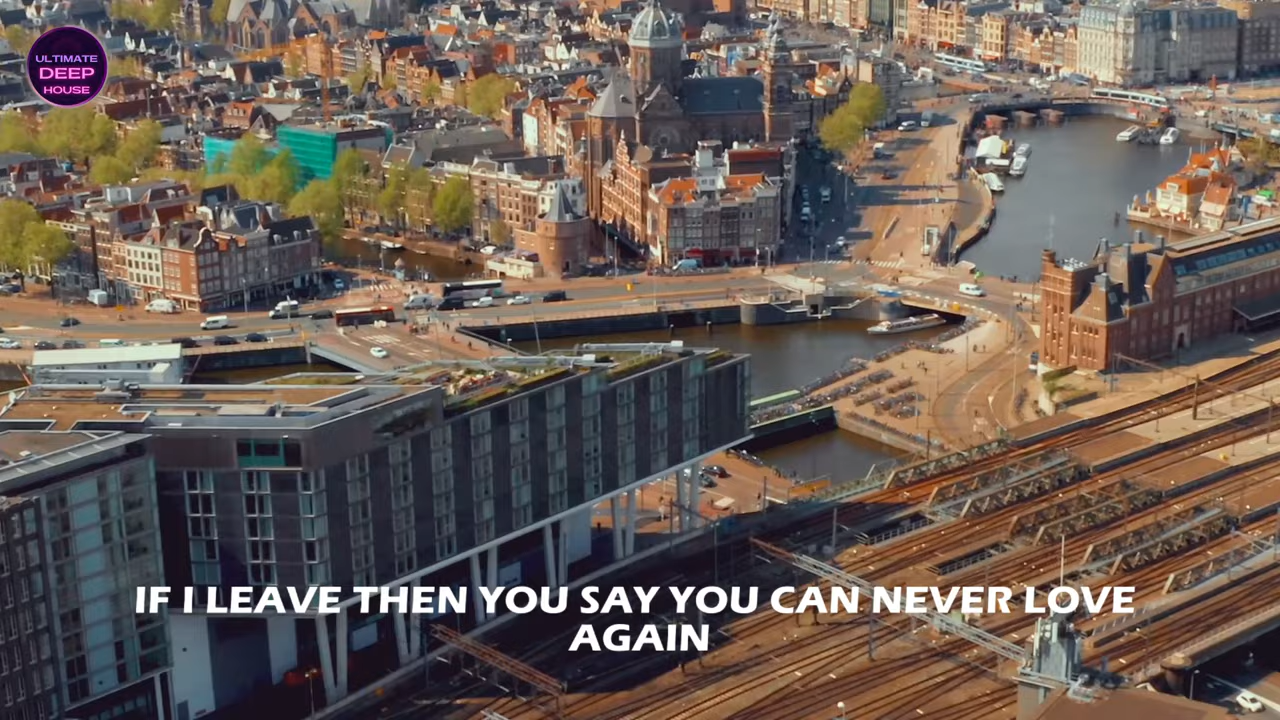 ULTIMATE
DEEP
HOUSE
IF I LEAVE THEN YOU SAY YOU CAN NEVER LOVE
AGAIN